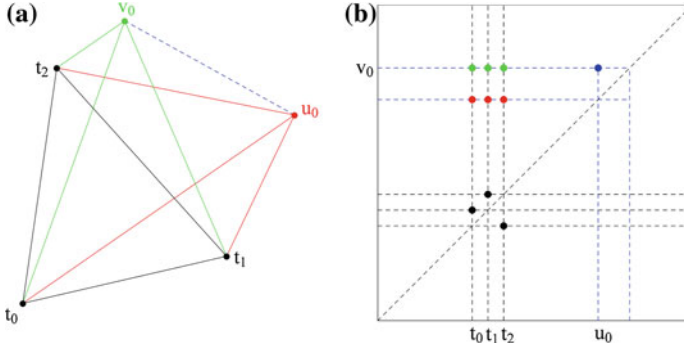 (a)
v₀
t₂
u₀
t₁
t₀
(b)
v₀
t₀ t₁ t₂ u₀